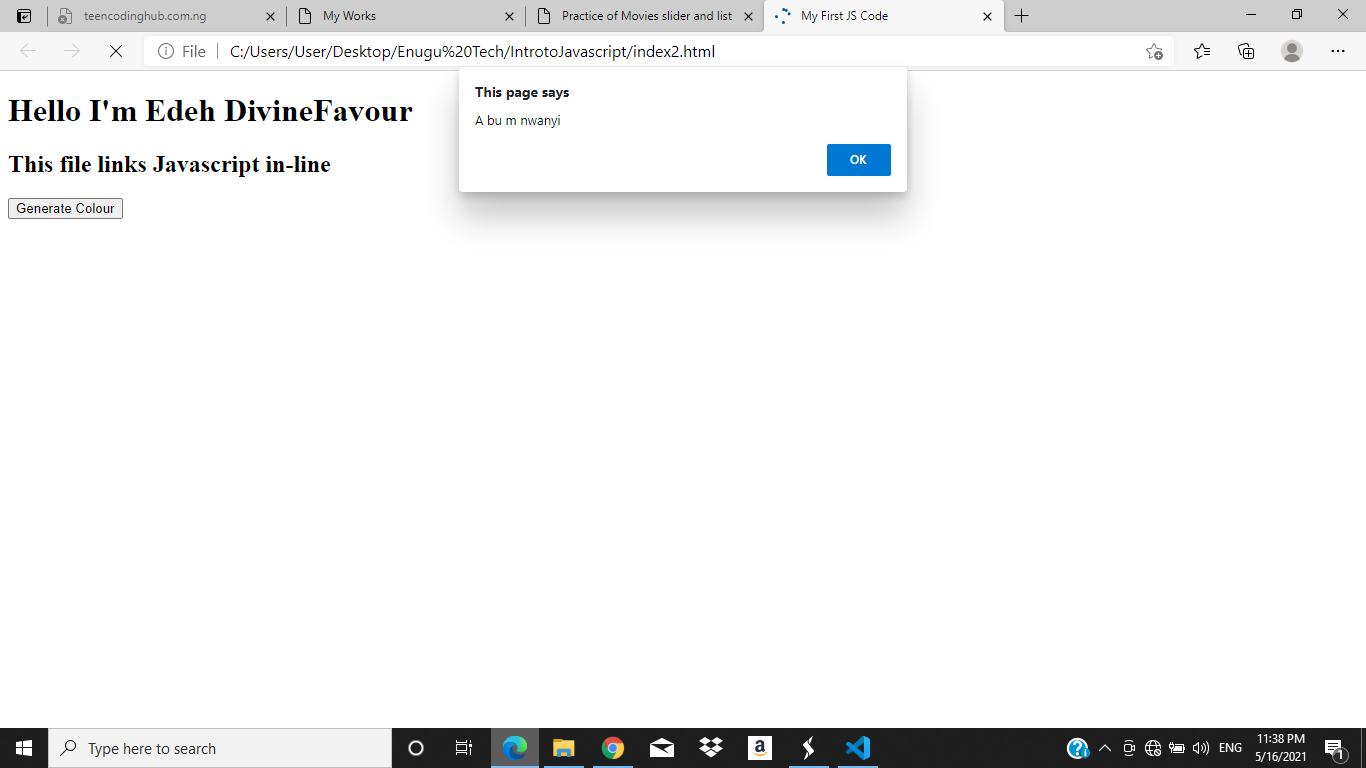 teencodinghub.com.ng
My Works
Practice of Movies slider and list
My First JS Code
File
C:/Users/User/Desktop/Enugu%20Tech/IntrotoJavascript/index2.html
This page says
A bu m nwanyi
OK
Hello I'm Edeh DivineFavour
This file links Javascript in-line
Generate Colour
Type here to search
ENG
11:38 PM
5/16/2021
1